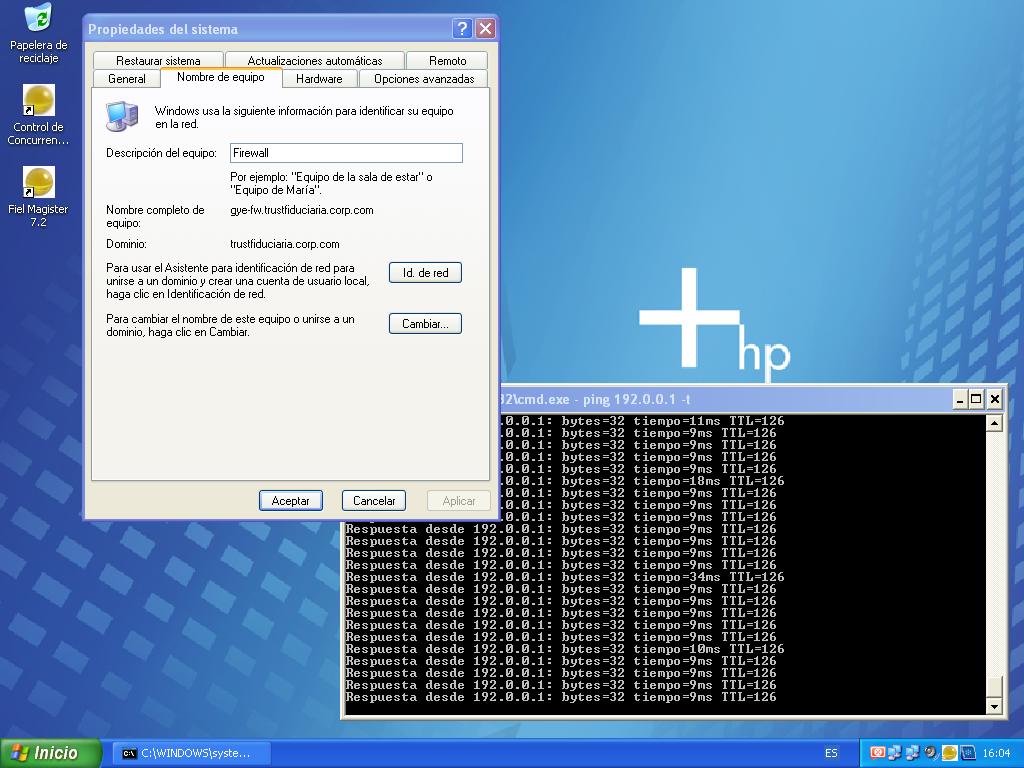 Papelera de
reciclaje
Control de
Concurren...
Fiel Magister
7.2
Propiedades del sistema
Restaurar sistema
Actualizaciones automáticas
Remoto
General
Nombre de equipo
Hardware
Opciones avanzadas
Windows usa la siguiente información para identificar su equipo
en la red.
Descripción del equipo:
Firewall
Por ejemplo: "Equipo de la sala de estar" o
"Equipo de María".
Nombre completo de
equipo:
gye-fw.trustfiduciaria.corp.com
Dominio:
trustfiduciaria.corp.com
Para usar el Asistente para identificación de red para
unirse a un dominio y crear una cuenta de usuario local,
haga clic en Identificación de red.
Id. de red
Para cambiar el nombre de este equipo o unirse a un
dominio, haga clic en Cambiar.
Cambiar...
Aceptar
Cancelar
Aplicar
hp
32\cmd.exe - ping 192.0.0.1 -t
.0.0.1: bytes=32 tiempo=11ms TTL=126
.0.0.1: bytes=32 tiempo=9ms TTL=126
.0.0.1: bytes=32 tiempo=9ms TTL=126
.0.0.1: bytes=32 tiempo=9ms TTL=126
.0.0.1: bytes=32 tiempo=9ms TTL=126
.0.0.1: bytes=32 tiempo=18ms TTL=126
.0.0.1: bytes=32 tiempo=9ms TTL=126
.0.0.1: bytes=32 tiempo=9ms TTL=126
.0.0.1: bytes=32 tiempo=9ms TTL=126
Respuesta desde 192.0.0.1: bytes=32 tiempo=9ms TTL=126
Respuesta desde 192.0.0.1: bytes=32 tiempo=9ms TTL=126
Respuesta desde 192.0.0.1: bytes=32 tiempo=9ms TTL=126
Respuesta desde 192.0.0.1: bytes=32 tiempo=9ms TTL=126
Respuesta desde 192.0.0.1: bytes=32 tiempo=34ms TTL=126
Respuesta desde 192.0.0.1: bytes=32 tiempo=9ms TTL=126
Respuesta desde 192.0.0.1: bytes=32 tiempo=9ms TTL=126
Respuesta desde 192.0.0.1: bytes=32 tiempo=9ms TTL=126
Respuesta desde 192.0.0.1: bytes=32 tiempo=9ms TTL=126
Respuesta desde 192.0.0.1: bytes=32 tiempo=9ms TTL=126
Respuesta desde 192.0.0.1: bytes=32 tiempo=10ms TTL=126
Respuesta desde 192.0.0.1: bytes=32 tiempo=9ms TTL=126
Respuesta desde 192.0.0.1: bytes=32 tiempo=9ms TTL=126
Respuesta desde 192.0.0.1: bytes=32 tiempo=9ms TTL=126
Respuesta desde 192.0.0.1: bytes=32 tiempo=9ms TTL=126
Inicio
C:\WINDOWS\syste...
ES
16:04